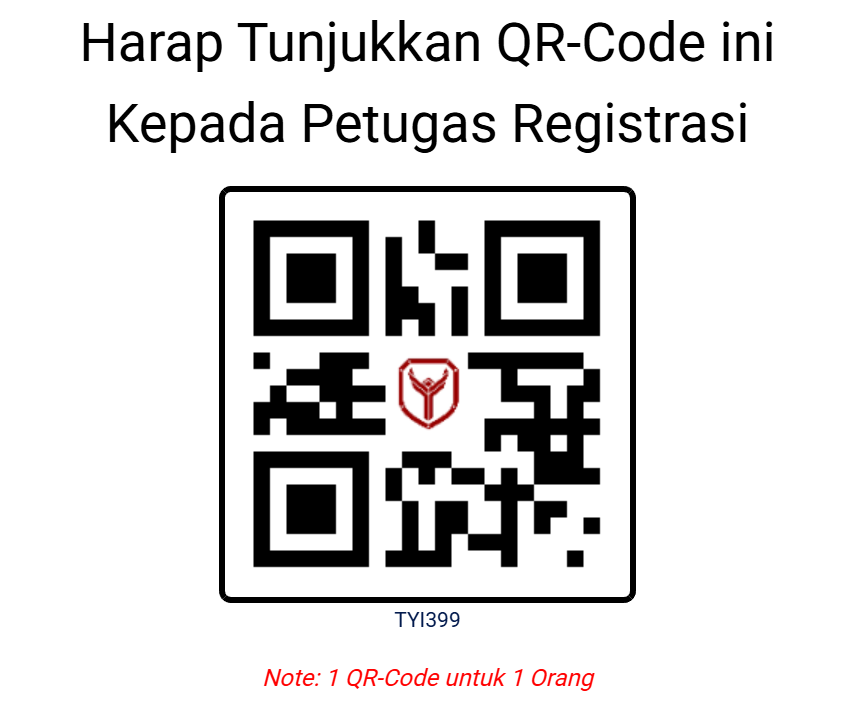 Harap Tunjukkan QR-Code ini
Kepada Petugas Registrasi
TYI399
Note: 1 QR-Code untuk 1 Orang